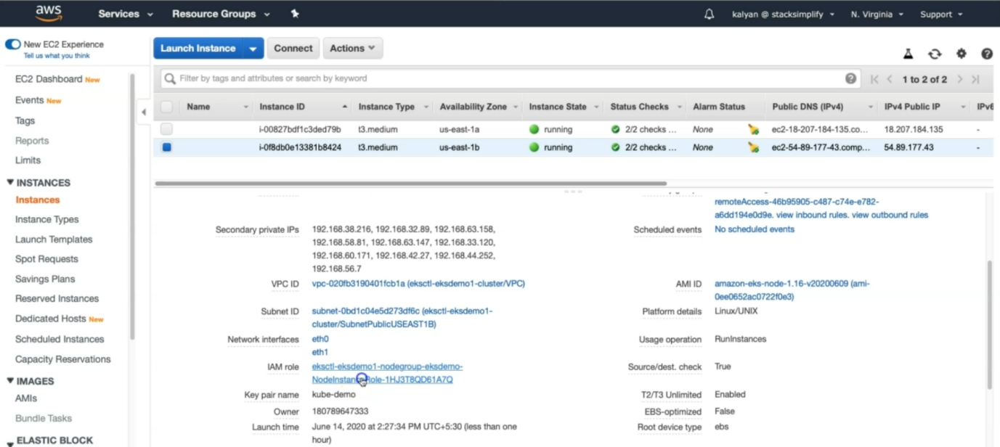 aws
Services
Resource Groups
kalyan @ stacksimplify
N. Virginia
Support
New EC2 Experience
Tell us what you think
EC2 Dashboard New
Events New
Tags
Reports
Limits
INSTANCES
Instances
Instance Types
Launch Templates
Spot Requests
Savings Plans
Reserved Instances
Dedicated Hosts New
Scheduled Instances
Capacity Reservations
IMAGES
AMIs
Bundle Tasks
ELASTIC BLOCK
Launch Instance
Connect
Actions
Filter by tags and attributes or search by keyword
1 to 2 of 2
Name Instance ID Instance Type Availability Zone Instance State Status Checks Alarm Status Public DNS (IPv4) IPv4 Public IP IPv6
i-00827bdf1c3ded79b t3.medium us-east-1a running 2/2 checks ... None ec2-18-207-184-135.co... 18.207.184.135 -
i-0f8db0e13381b8424 t3.medium us-east-1b running 2/2 checks ... None ec2-54-89-177-43.comp... 54.89.177.43 -
remoteAccess-46b95905-c487-c74e-e782-
a6dd194e0d9e. view inbound rules. view outbound rules
Secondary private IPs 192.168.38.216, 192.168.32.89, 192.168.63.158,
192.168.58.81, 192.168.63.147, 192.168.33.120,
192.168.60.171, 192.168.42.27, 192.168.44.252,
192.168.56.7
Scheduled events No scheduled events
VPC ID vpc-020fb3190401fcb1a (eksctl-eksdemo1-cluster/VPC)
AMI ID amazon-eks-node-1.16-v20200609 (ami-
0ee0652ac0722f0e3)
Subnet ID subnet-0bd1c04e5d273df6c (eksctl-eksdemo1-
cluster/SubnetPublicUSEAST1B)
Platform details Linux/UNIX
Network interfaces eth0
eth1
Usage operation RunInstances
IAM role eksctl-eksdemo1-nodegroup-eksdemo-
NodeInstanceRole-1HJ3T8QD61A7Q
Source/dest. check True
Key pair name kube-demo
T2/T3 Unlimited Enabled
Owner 180789647333
EBS-optimized False
Launch time June 14, 2020 at 2:27:34 PM UTC+5:30 (less than one
hour)
Root device type ebs